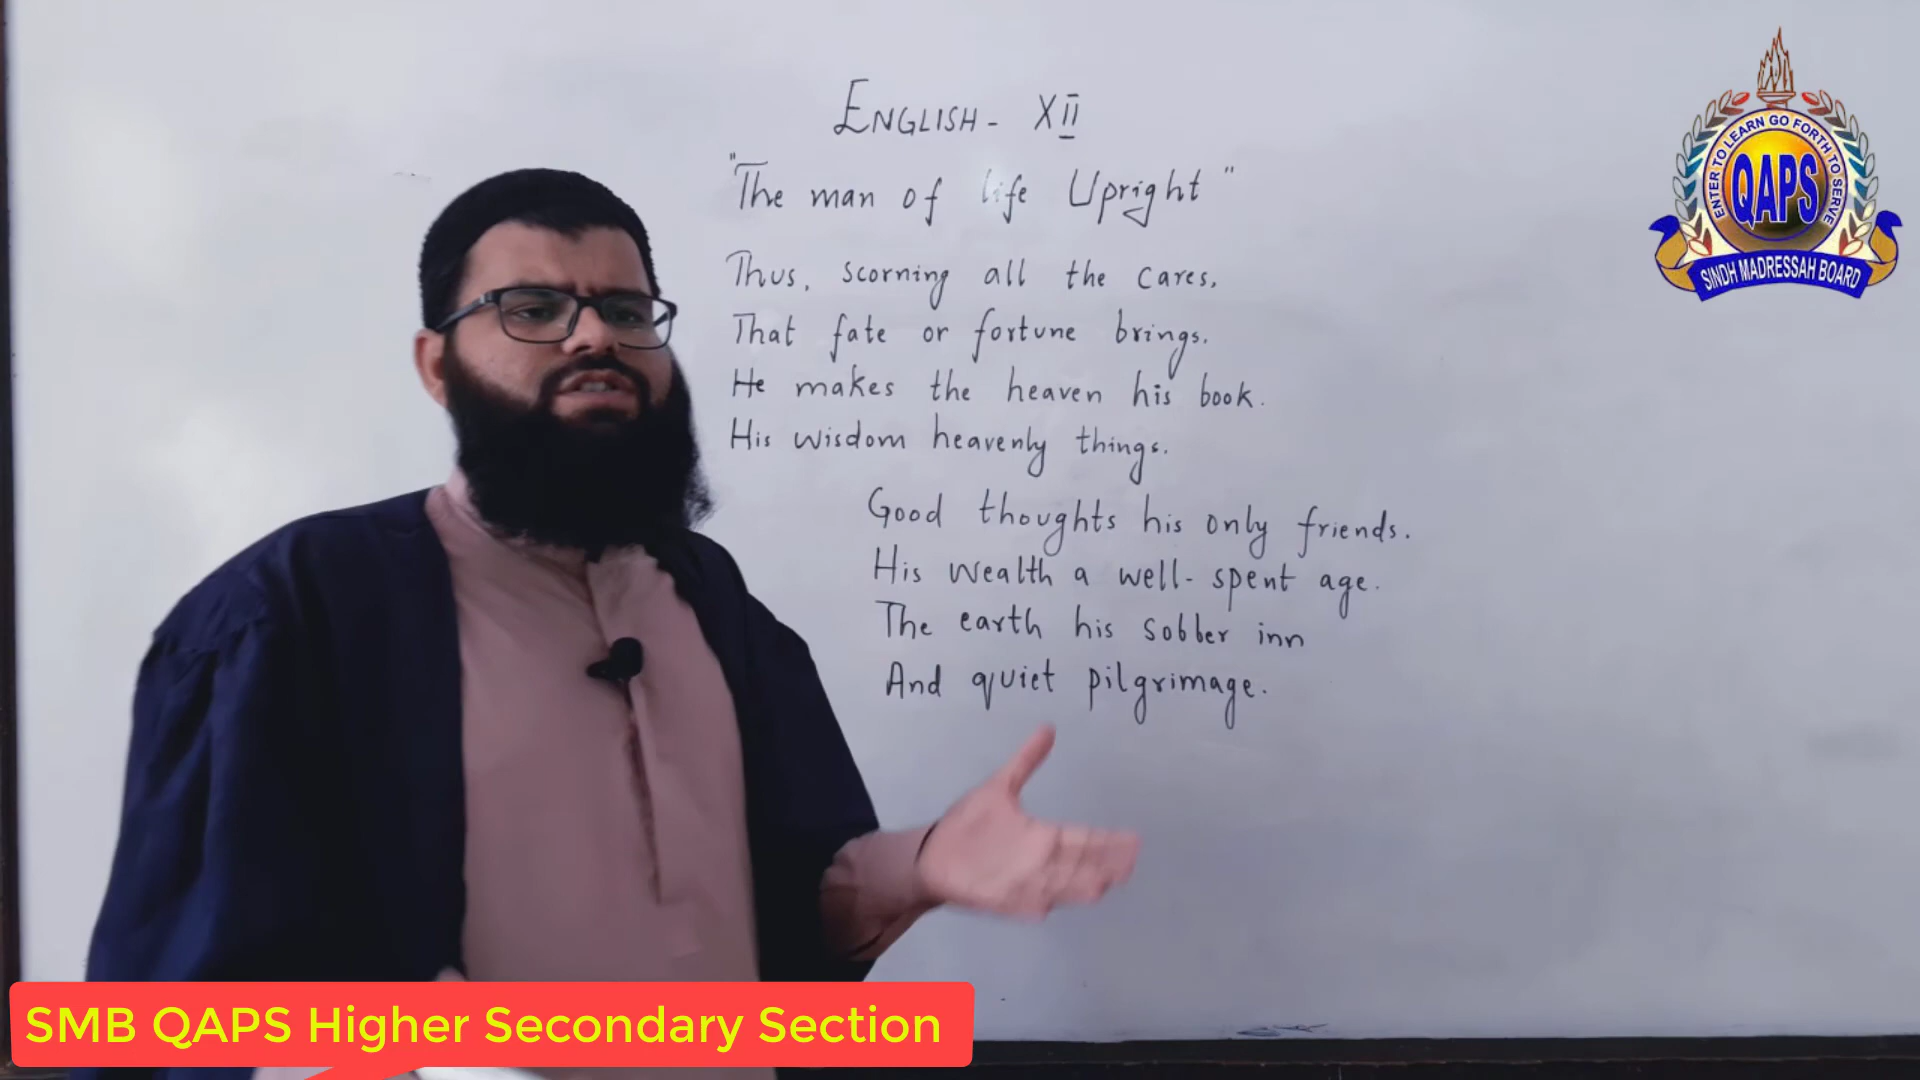 ENGLISH - XII
"The man of life Upright"
Thus, scorning all the cares,
That fate or fortune brings,
He makes the heaven his book.
His wisdom heavenly things.
Good thoughts his only friends.
His wealth a well-spent age.
The earth his sobber inn
And quiet pilgrimage.
ENTER TO LEARN GO FORTH TO SERVE
QAPS
SINDH MADRESSAH BOARD
SMB QAPS Higher Secondary Section